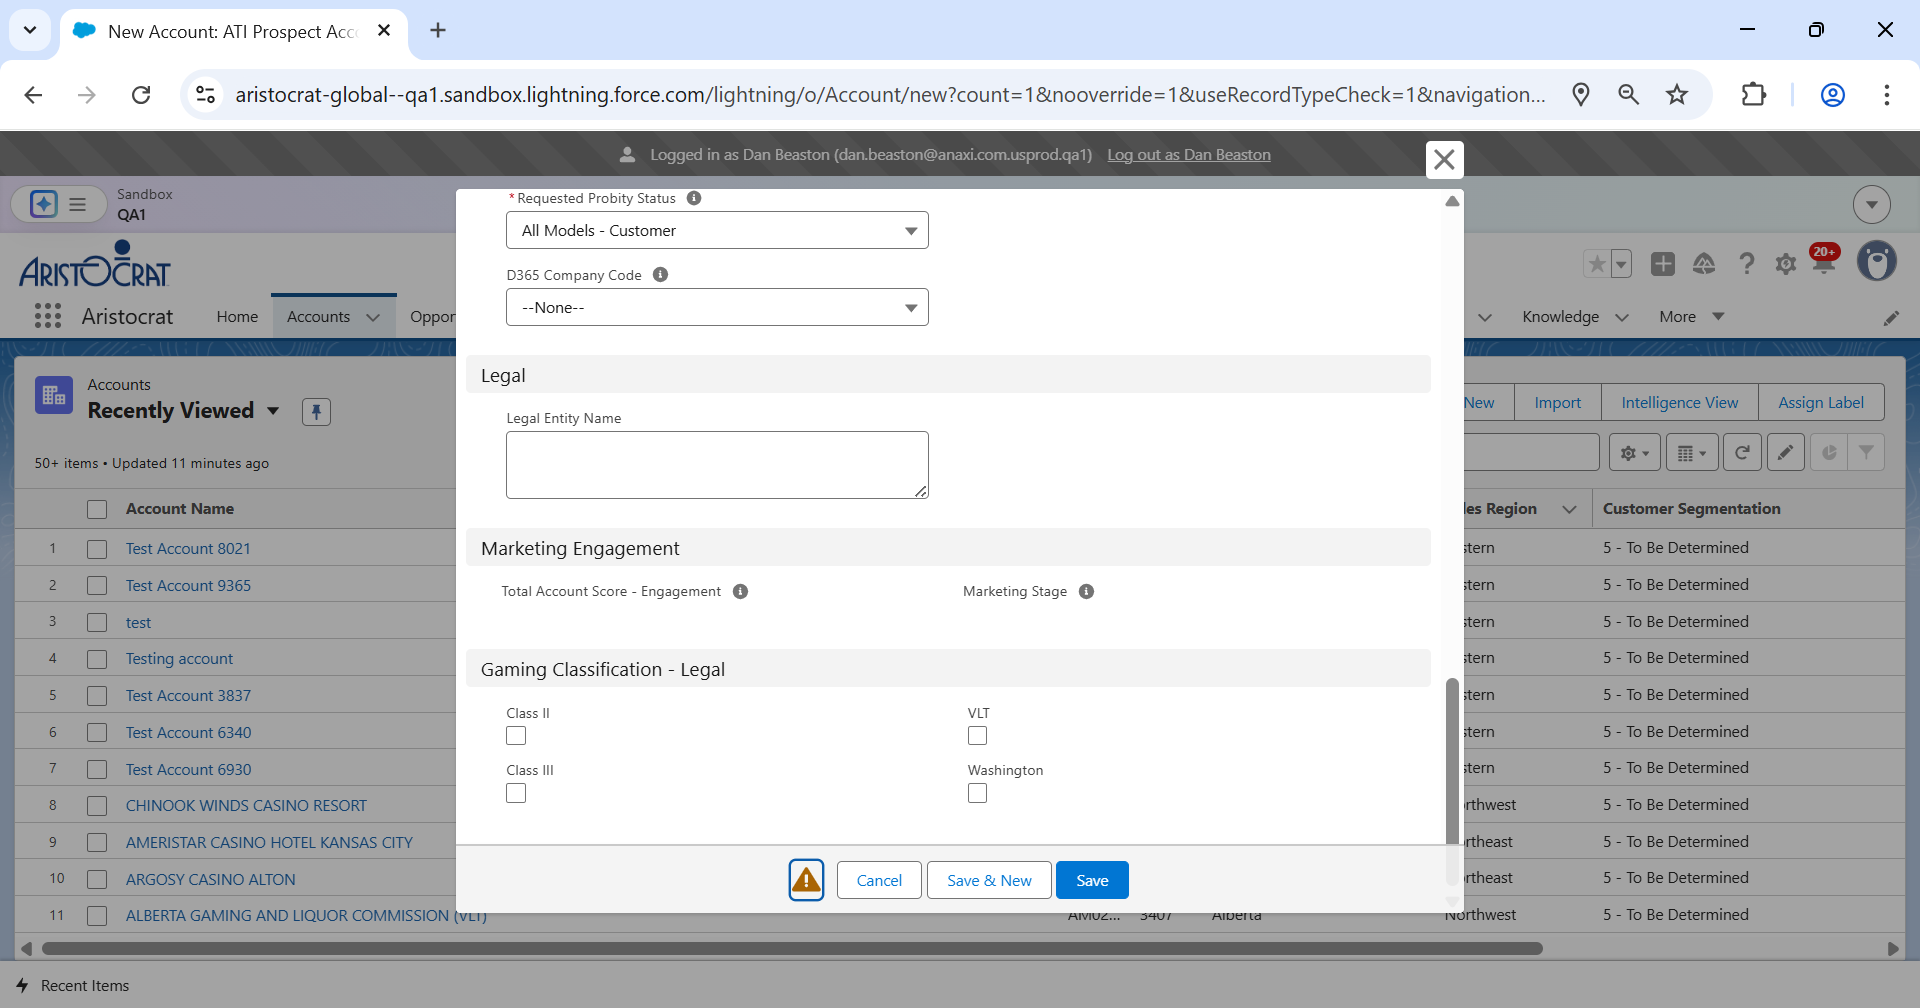 New Account: ATI Prospect Acc
aristocrat-global--qa1.sandbox.lightning.force.com/lightning/o/Account/new?count=1&nooverride=1&useRecordTypeCheck=1&navigation...
Logged in as Dan Beaston (dan.beaston@anaxi.com.usprod.qa1) Log out as Dan Beaston
Sandbox
QA1
ARISTOCRAT
20+
Aristocrat Home Accounts Oppor Knowledge More
Accounts
Recently Viewed
New Import Intelligence View Assign Label
50+ items • Updated 11 minutes ago
Account Name les Region Customer Segmentation
1 Test Account 8021 stern 5 - To Be Determined
2 Test Account 9365 stern 5 - To Be Determined
3 test stern 5 - To Be Determined
4 Testing account stern 5 - To Be Determined
5 Test Account 3837 stern 5 - To Be Determined
6 Test Account 6340 stern 5 - To Be Determined
7 Test Account 6930 stern 5 - To Be Determined
8 CHINOOK WINDS CASINO RESORT rthwest 5 - To Be Determined
9 AMERISTAR CASINO HOTEL KANSAS CITY rtheast 5 - To Be Determined
10 ARGOSY CASINO ALTON rtheast 5 - To Be Determined
11 ALBERTA GAMING AND LIQUOR COMMISSION (VLT) AM02... 3407 Alberta Northwest 5 - To Be Determined
* Requested Probity Status
All Models - Customer
D365 Company Code
--None--
Legal
Legal Entity Name
Marketing Engagement
Total Account Score - Engagement Marketing Stage
Gaming Classification - Legal
Class II VLT
Class III Washington
Cancel Save & New Save
Recent Items